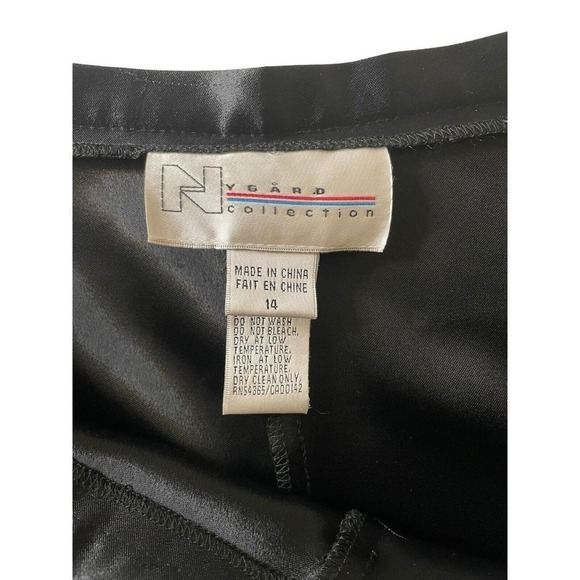 NYGÅRD
Collection
MADE IN CHINA
FAIT EN CHINE
14
DO NOT WASH
DO NOT BLEACH,
DRY AT LOW
TEMPERATURE,
IRON AT LOW
TEMPERATURE,
DRY CLEAN ONLY,
RN54365/CA00142